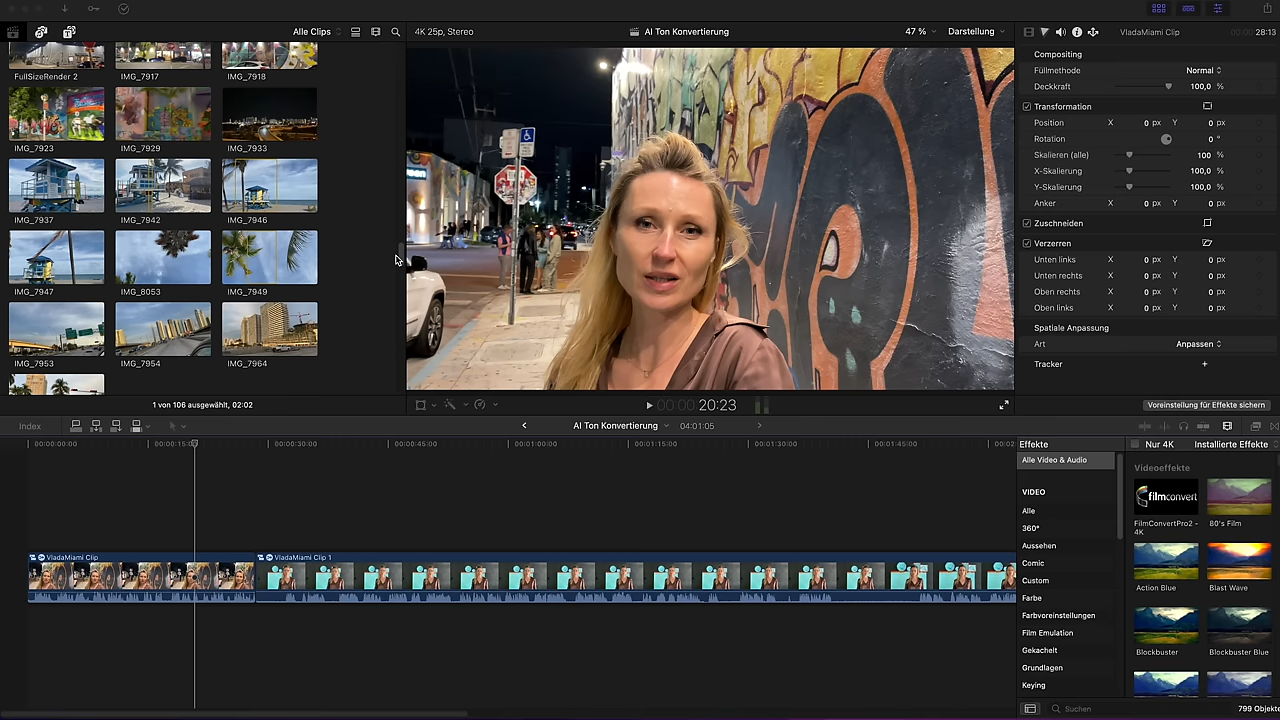 Alle Clips
4K 25p, Stereo
AI Ton Konvertierung
47 %
Darstellung
VladaMiami Clip
28:13
FullSizeRender 2
IMG_7917
IMG_7918
IMG_7923
IMG_7929
IMG_7933
IMG_7937
IMG_7942
IMG_7946
IMG_7947
IMG_8053
IMG_7949
IMG_7953
IMG_7954
IMG_7964
1 von 106 ausgewählt, 02:02
00:00:20:23
Compositing
Füllmethode Normal
Deckkraft 100,0 %
Transformation
Position X 0 px Y 0 px
Rotation 0 °
Skalieren (alle) 100 %
X-Skalierung 100,0 %
Y-Skalierung 100,0 %
Anker X 0 px Y 0 px
Zuschneiden
Verzerren
Unten links X 0 px Y 0 px
Unten rechts X 0 px Y 0 px
Oben rechts X 0 px Y 0 px
Oben links X 0 px Y 0 px
Spatiale Anpassung
Art Anpassen
Tracker +
Voreinstellung für Effekte sichern
Index
AI Ton Konvertierung
04:01:05
00:00:00:00
00:00:15:00
00:00:30:00
00:00:45:00
00:01:00:00
00:01:15:00
00:01:30:00
00:01:45:00
VladaMiami Clip
VladaMiami Clip 1
Effekte
Nur 4K
Installierte Effekte
Alle Video & Audio
VIDEO
Alle
360°
Aussehen
Comic
Custom
Farbe
Farbvoreinstellungen
Film Emulation
Gekachelt
Grundlagen
Keying
Videoeffekte
filmconvert
FilmConvertPro2 - 4K
80's Film
Action Blue
Blast Wave
Blockbuster
Blockbuster Blue
Suchen
799 Objekte